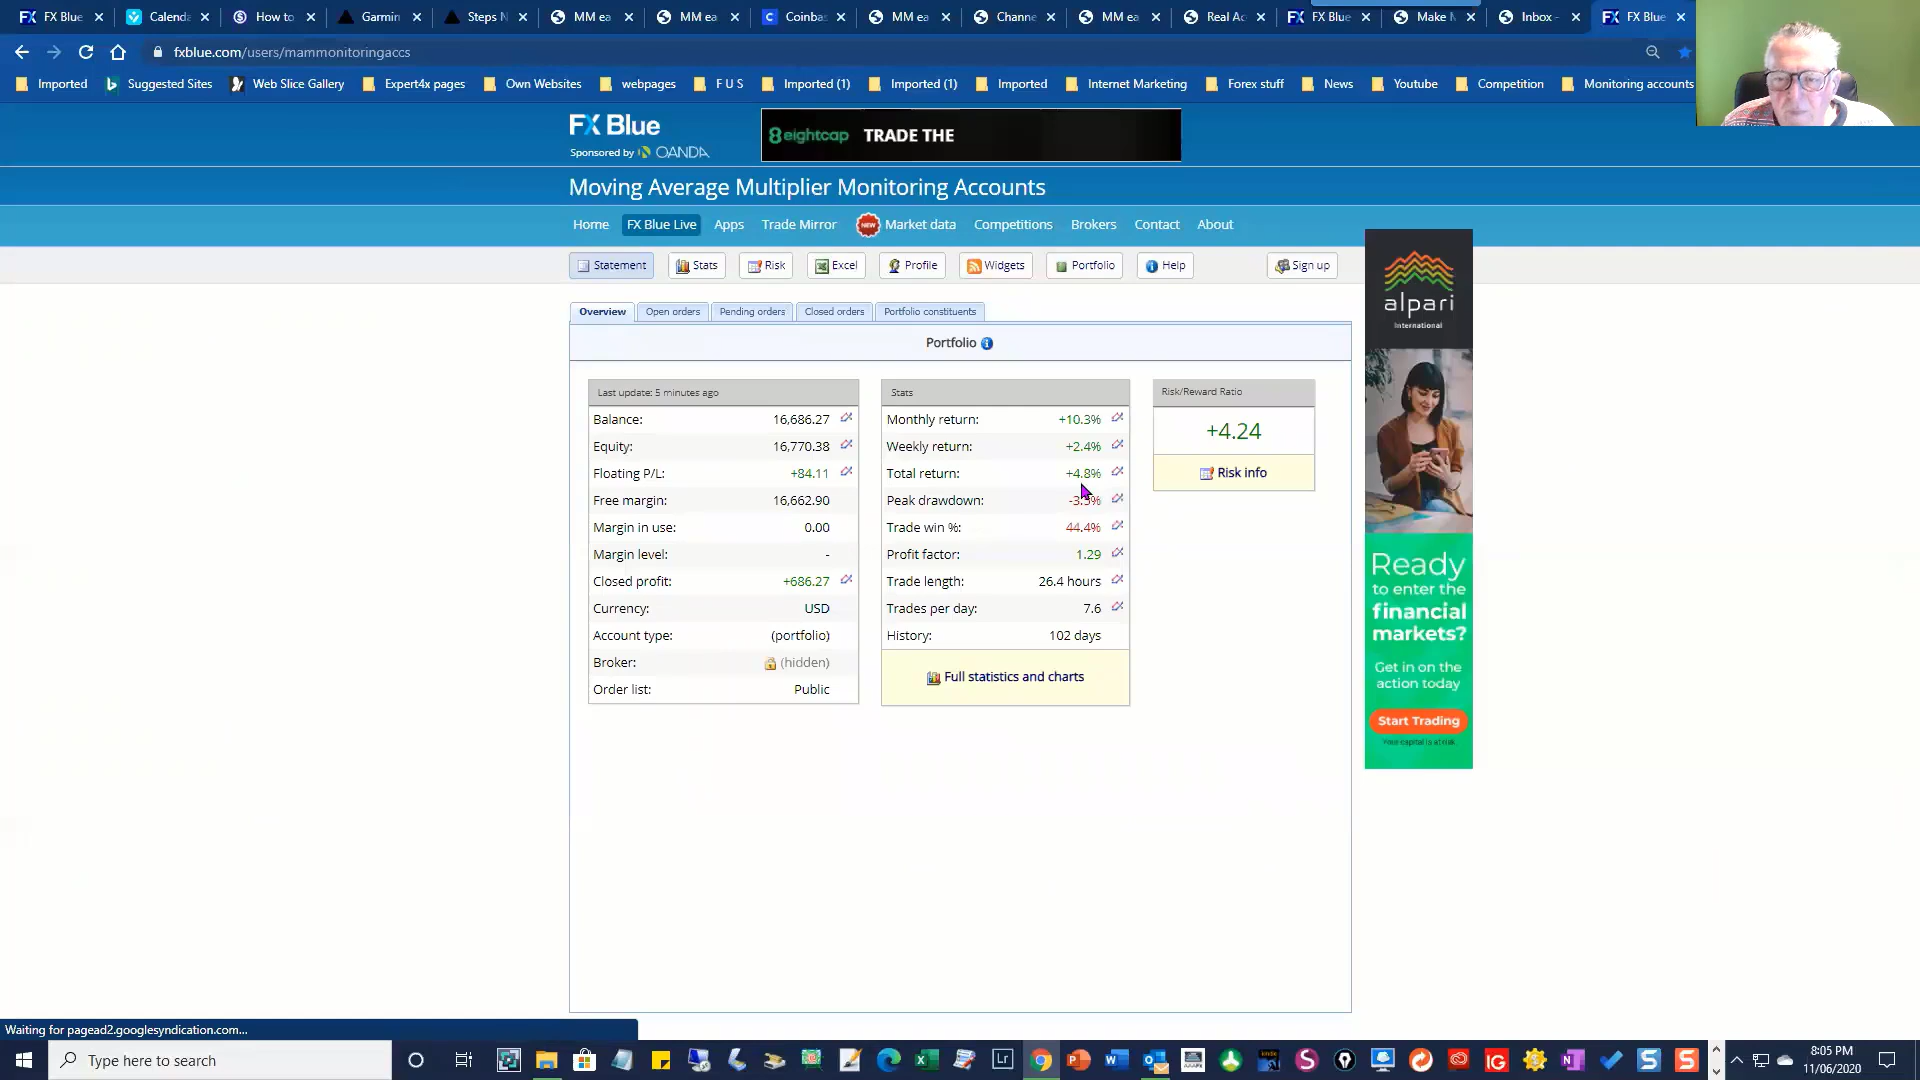 FX Blue
Calenda
How to
Garmin
Steps N
MM ea
MM ea
Coinbas
MM ea
Channe
MM ea
Real Ac
FX Blue
Make M
Inbox -
FX Blue
fxblue.com/users/mammonitoringaccs
Imported
Suggested Sites
Web Slice Gallery
Expert4x pages
Own Websites
webpages
F U S
Imported (1)
Imported (1)
Imported
Internet Marketing
Forex stuff
News
Youtube
Competition
Monitoring accounts
FX Blue
Sponsored by OANDA
8eightcap TRADE THE
Moving Average Multiplier Monitoring Accounts
Home FX Blue Live Apps Trade Mirror NEW Market data Competitions Brokers Contact About
Statement Stats Risk Excel Profile Widgets Portfolio Help Sign up
Overview Open orders Pending orders Closed orders Portfolio constituents
Portfolio
Last update: 5 minutes ago
Balance: 16,686.27
Equity: 16,770.38
Floating P/L: +84.11
Free margin: 16,662.90
Margin in use: 0.00
Margin level: -
Closed profit: +686.27
Currency: USD
Account type: (portfolio)
Broker: (hidden)
Order list: Public
Stats
Monthly return: +10.3%
Weekly return: +2.4%
Total return: +4.8%
Peak drawdown:
Trade win %: 44.4%
Profit factor: 1.29
Trade length: 26.4 hours
Trades per day: 7.6
History: 102 days
Full statistics and charts
Risk/Reward Ratio
+4.24
Risk info
alpari
International
Ready
to enter the
financial
markets?
Get in on the
action today
Start Trading
Your capital is at risk
Waiting for pagead2.googlesyndication.com...
Type here to search
Lr
IG
8:05 PM
11/06/2020